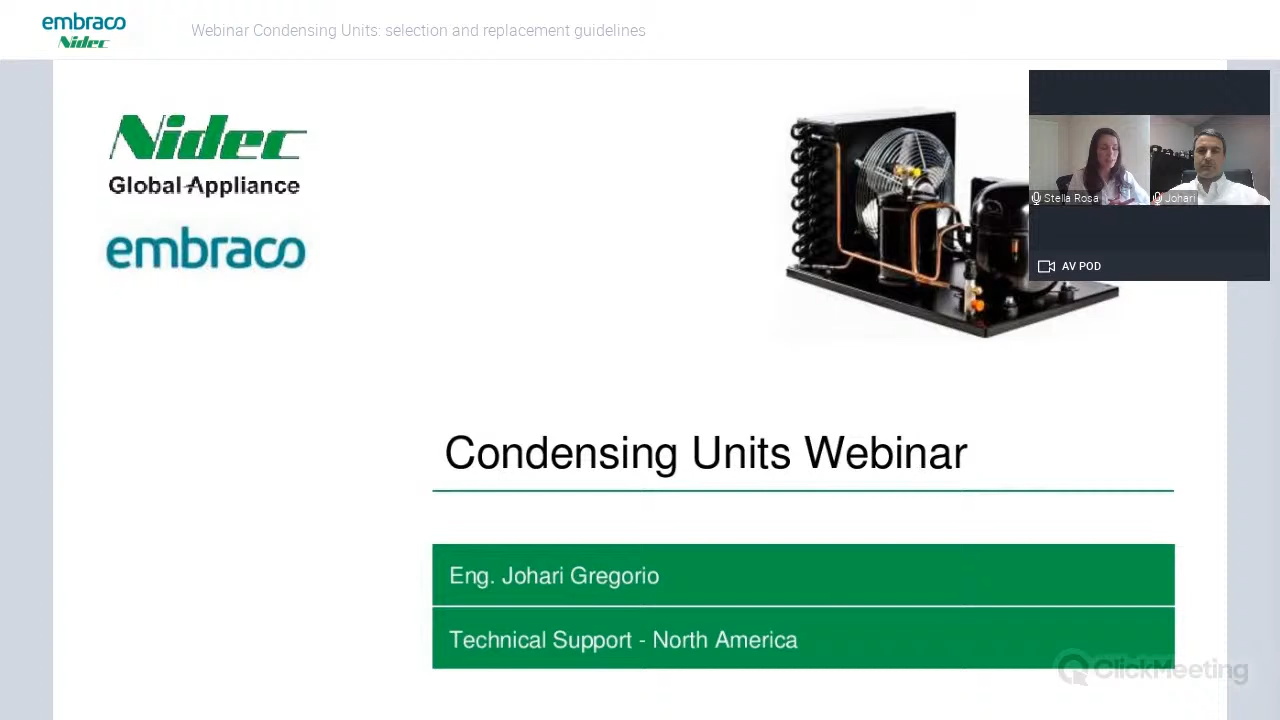 embraco
Nidec
Webinar Condensing Units: selection and replacement guidelines
Nidec
Global Appliance
embraco
Stella Rosa
Johari
AV POD
Condensing Units Webinar
Eng. Johari Gregorio
Technical Support - North America
ClickMeeting